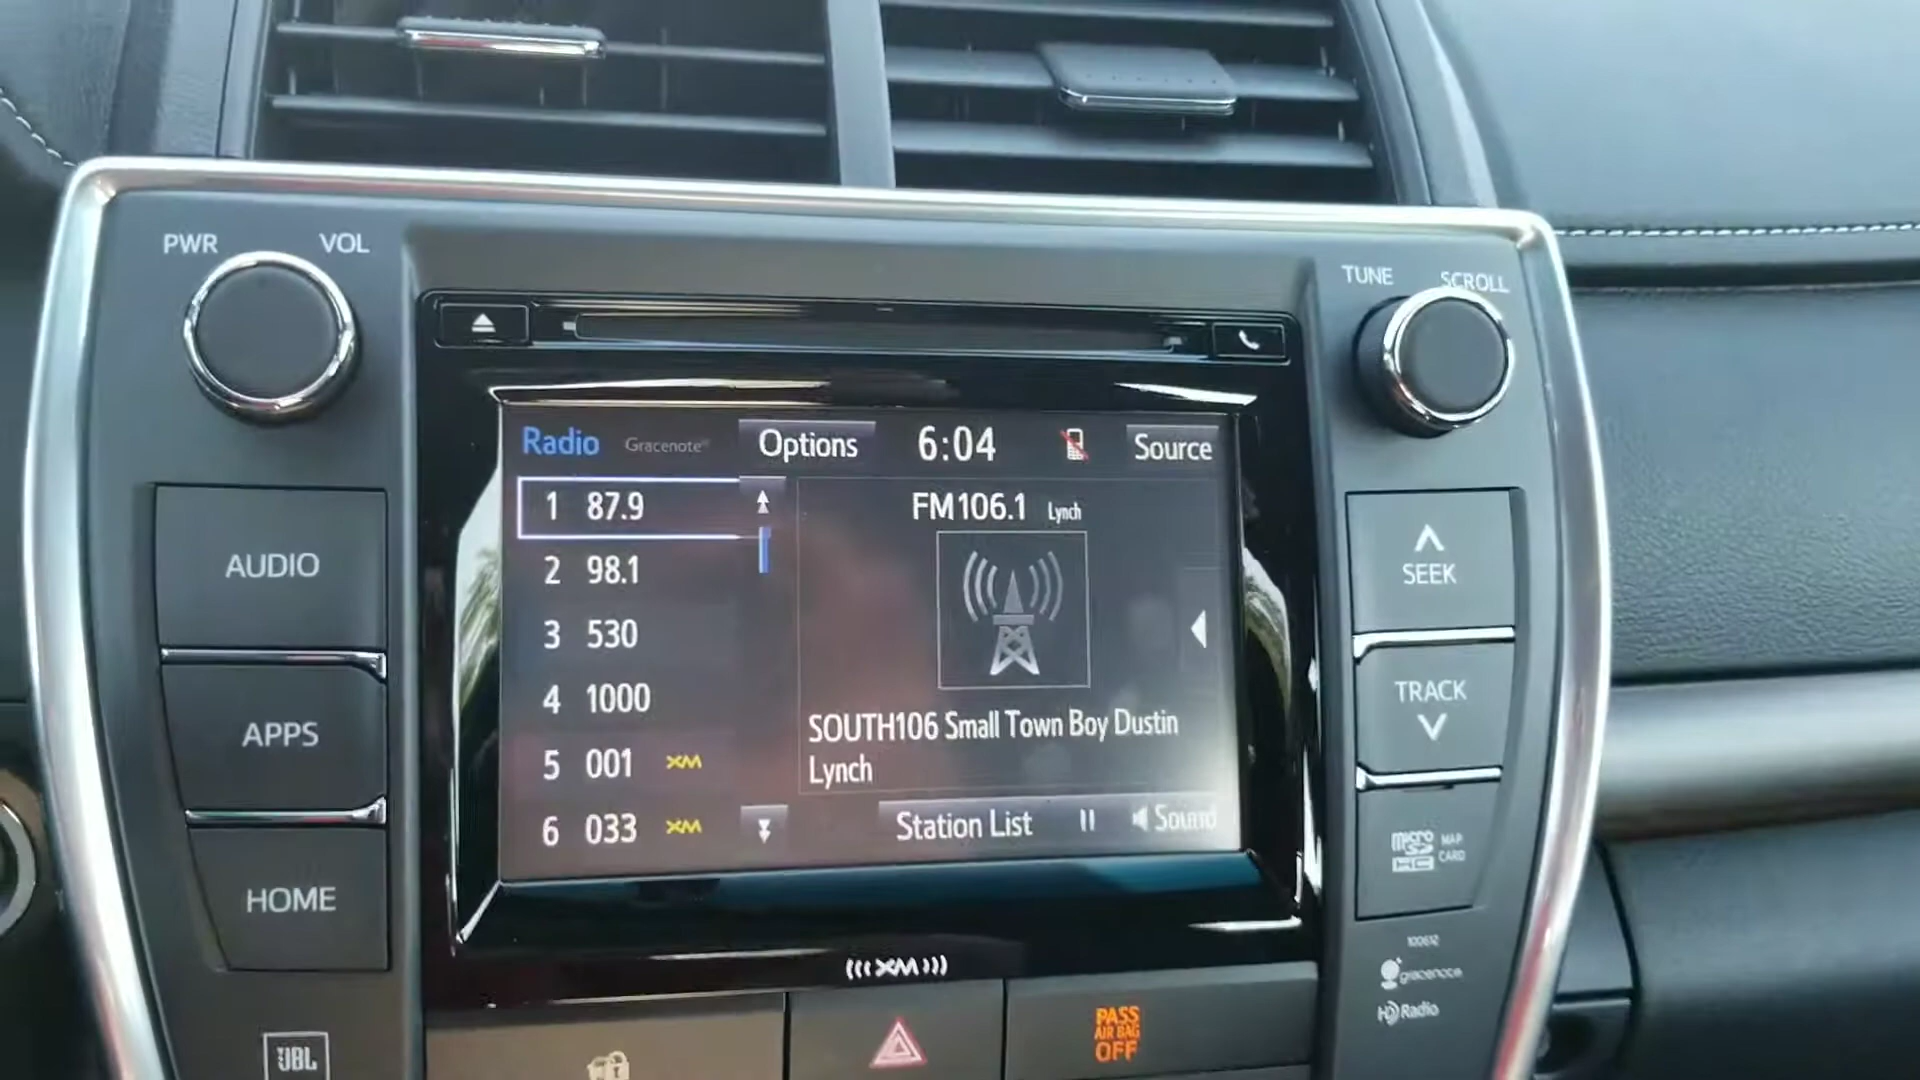 PWR VOL
TUNE SCROLL
Radio Gracenote Options 6:04 Source
1 87.9
2 98.1
3 530
4 1000
5 001 XM
6 033 XM
FM106.1 Lynch
SOUTH106 Small Town Boy Dustin
Lynch
Station List Sound
AUDIO
APPS
HOME
SEEK
TRACK
micro
SD
HC
MAP
CARD
100612
gracenote
HD Radio
(((XM)))
JBL
PASS
AIR BAG
OFF